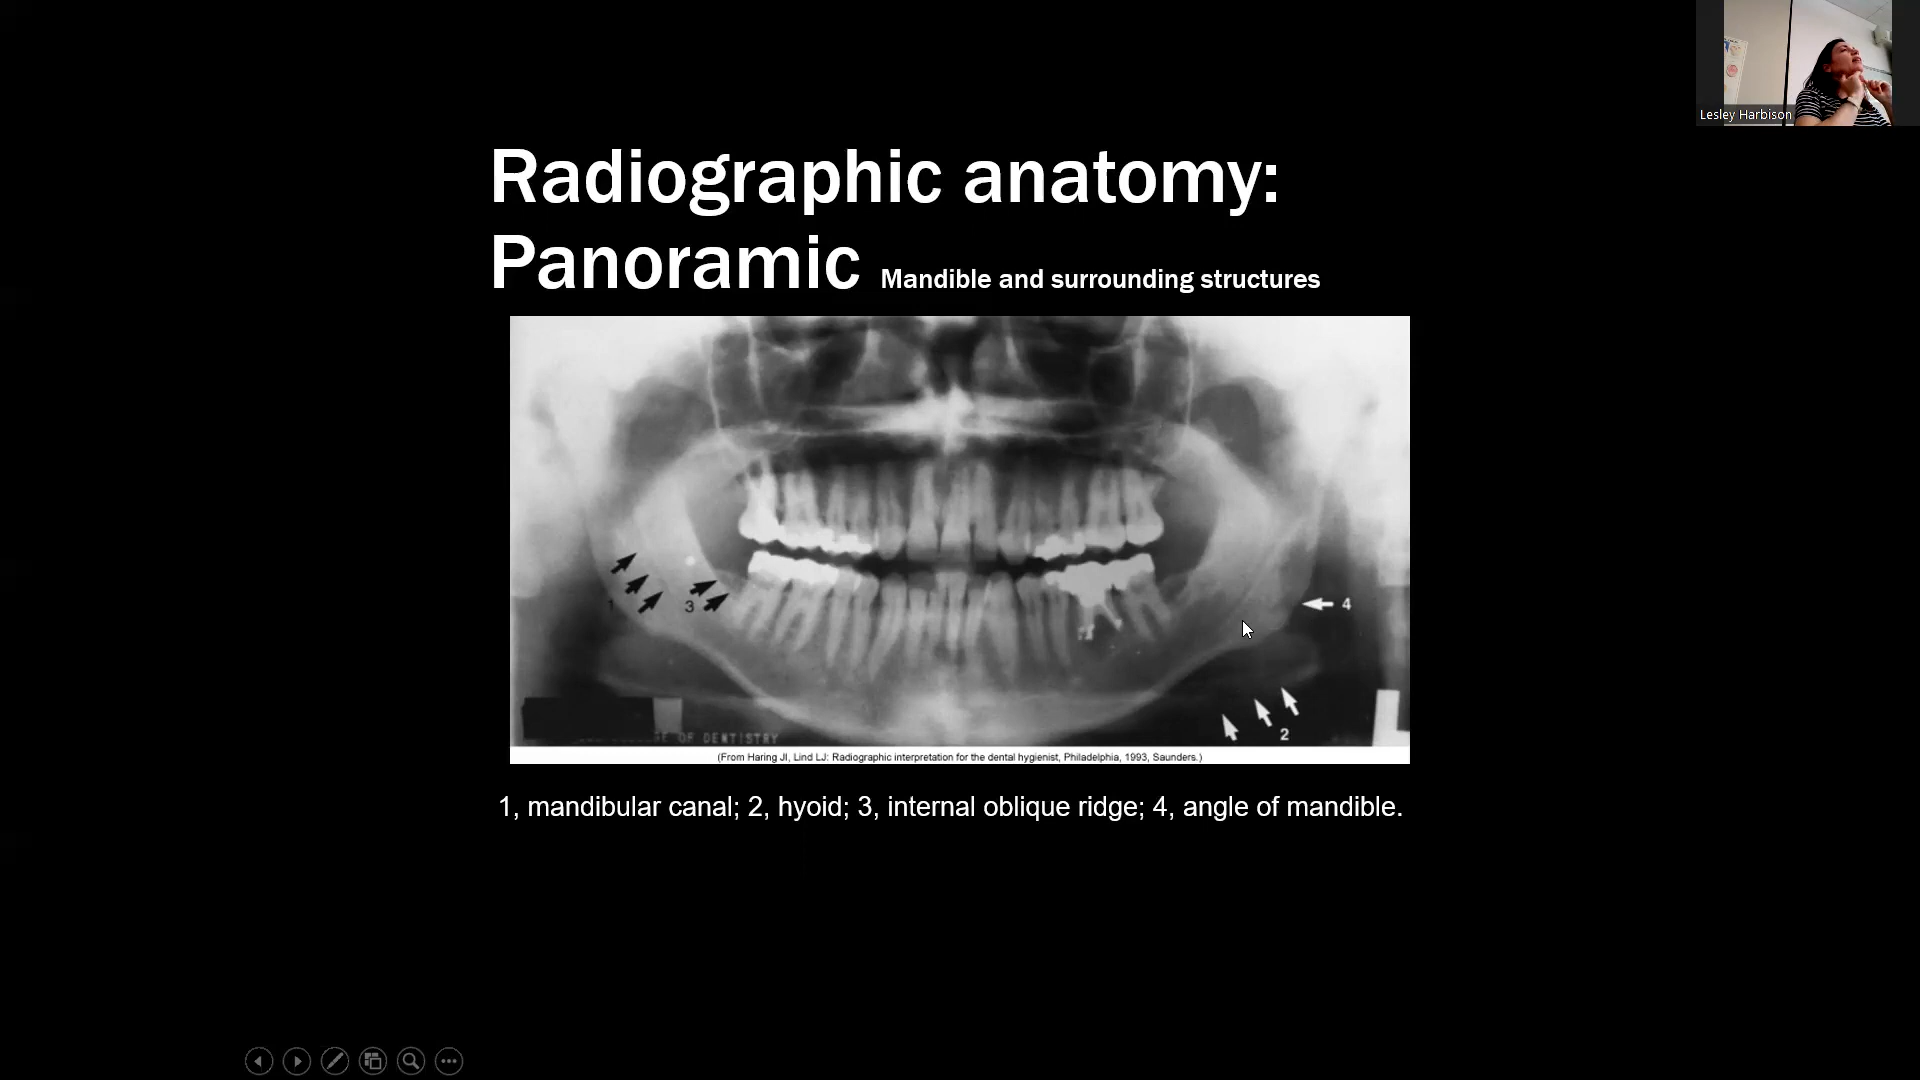 Lesley Harbison
Radiographic anatomy:
Panoramic Mandible and surrounding structures
1
3
4
2
L
GE OF DENTISTRY
(From Haring JI, Lind LJ: Radiographic interpretation for the dental hygienist, Philadelphia, 1993, Saunders.)
1, mandibular canal; 2, hyoid; 3, internal oblique ridge; 4, angle of mandible.